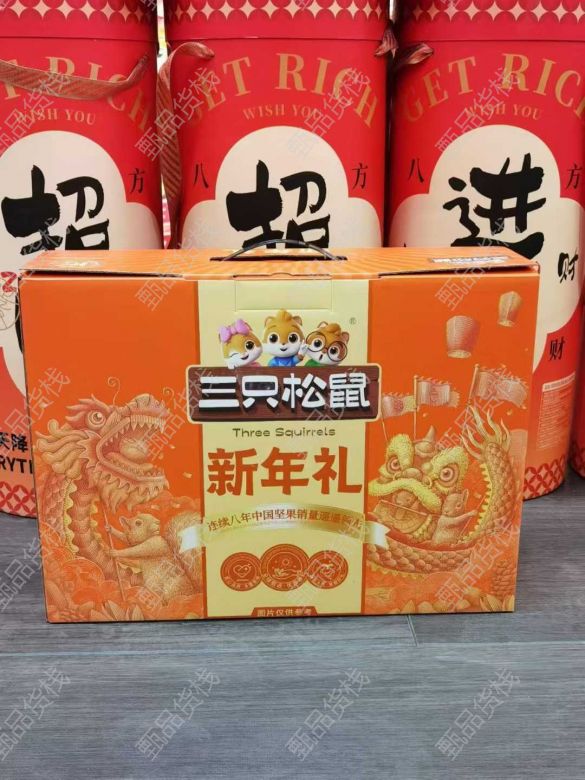 GET RICH
WISH YOU
八方
招
财
GET RICH
WISH YOU
八方
招
GET RICH
WISH YOU
方
进
财
财
三只松鼠
®
Three Squirrels
新年礼
连续八年中国坚果销量遥遥领先
图片仅供参考
甄品货栈